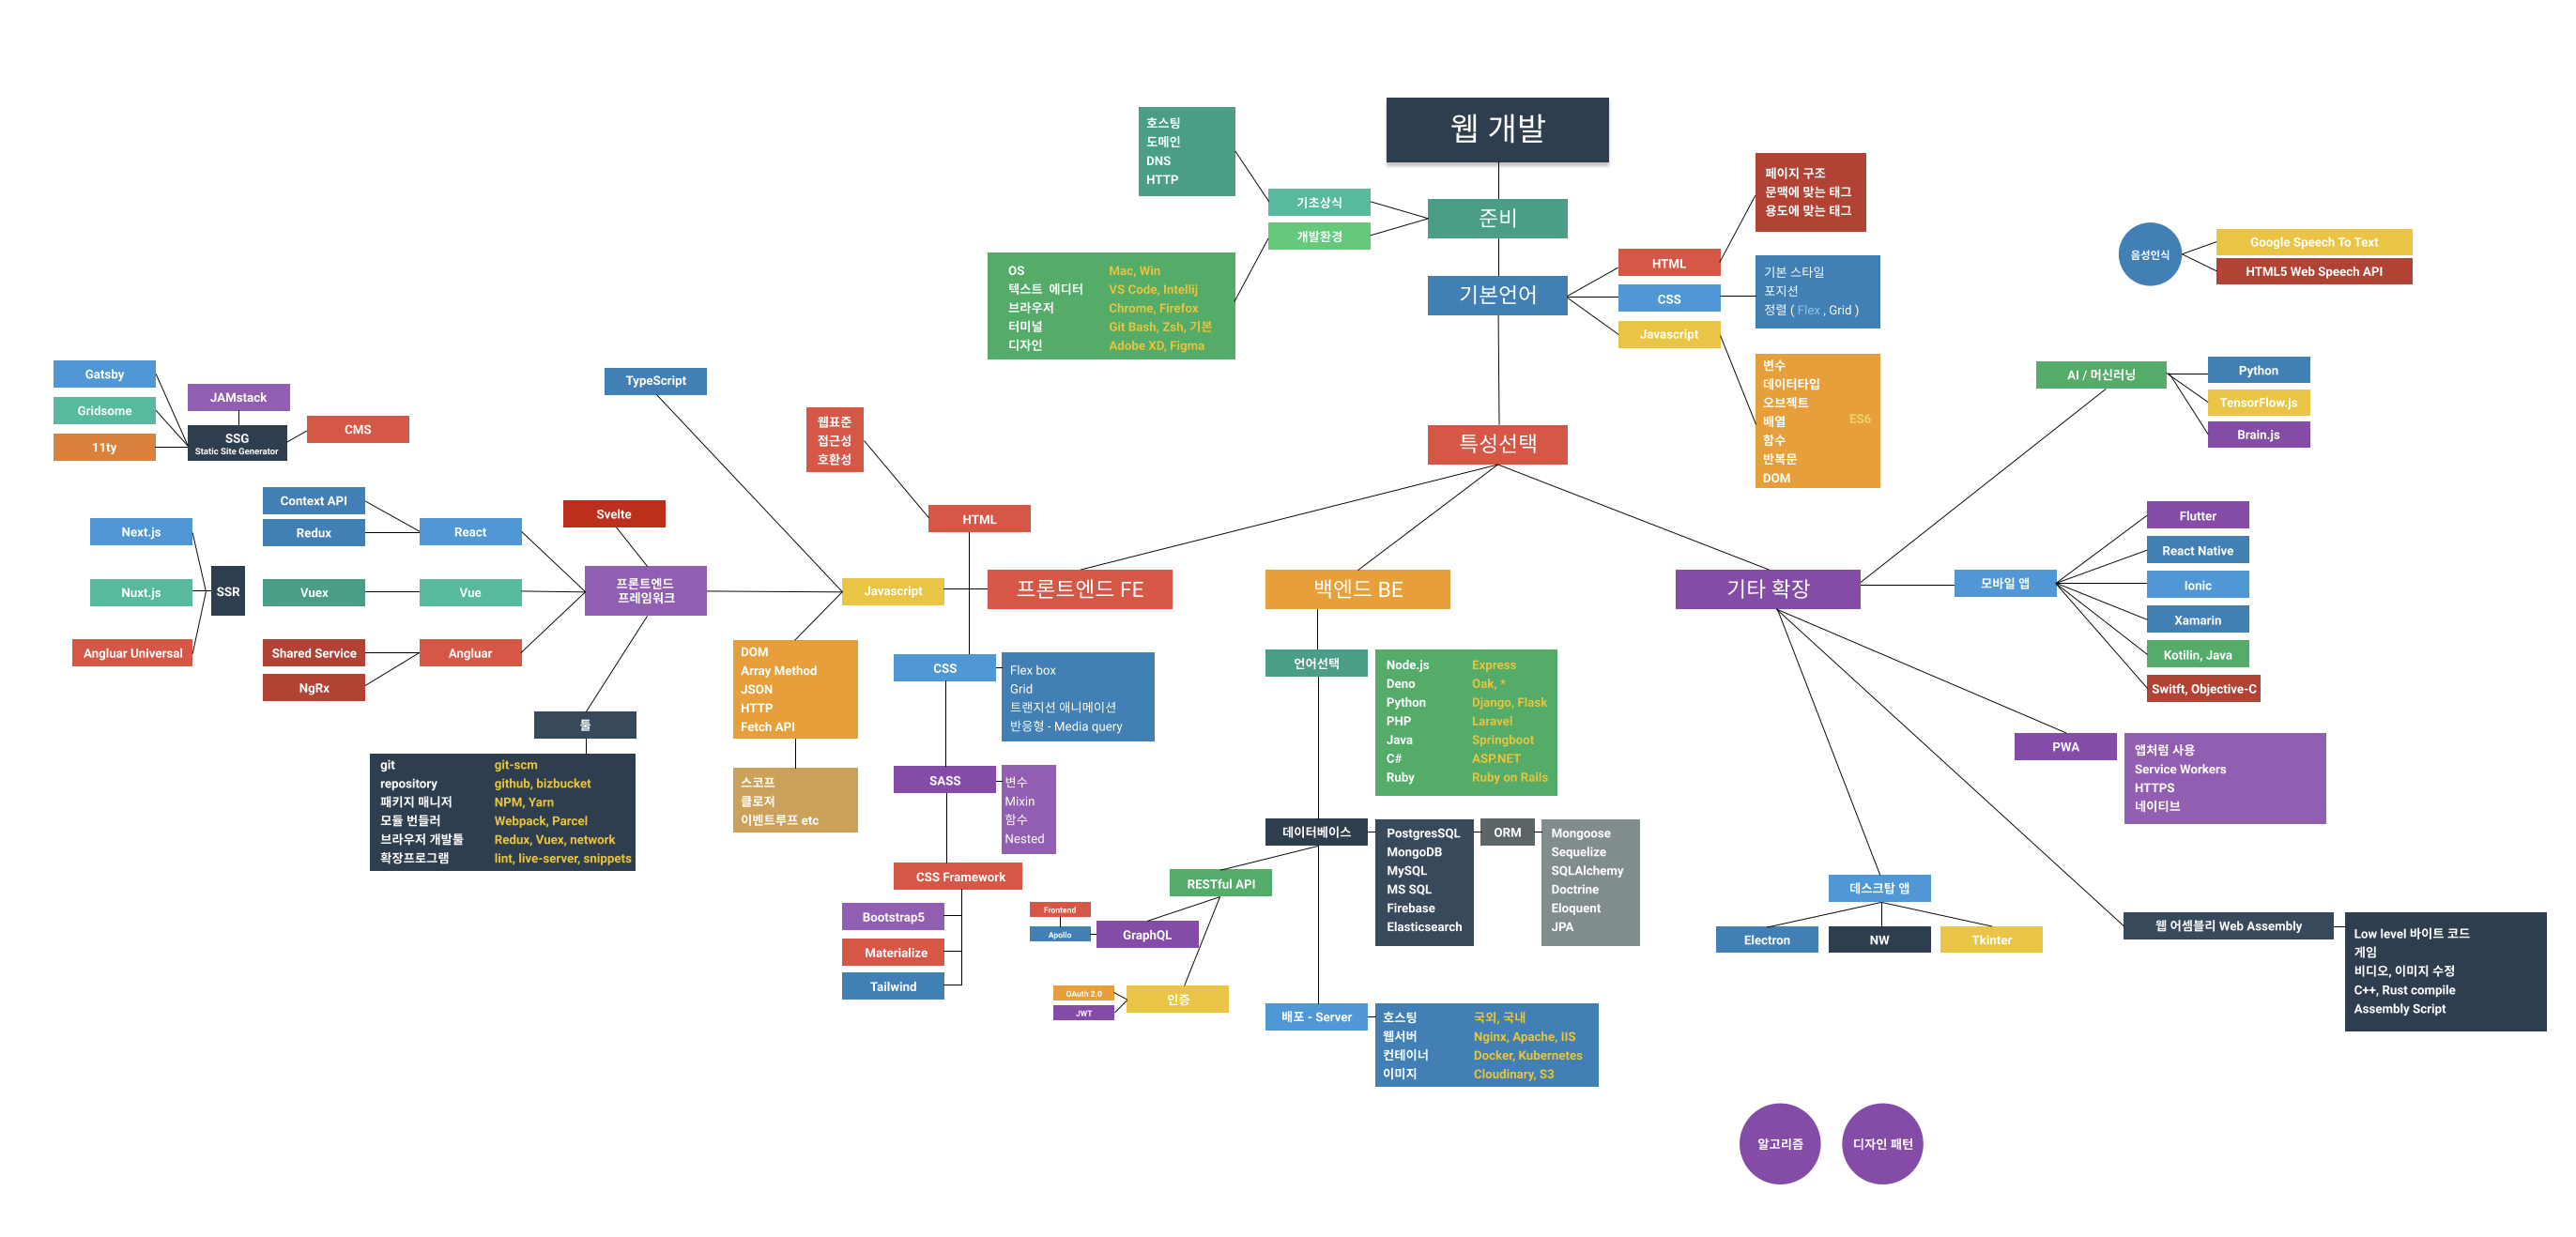 웹 개발
호스팅
도메인
DNS
HTTP
기초상식
준비
개발환경
OS Mac, Win
텍스트 에디터 VS Code, Intellij
브라우저 Chrome, Firefox
터미널 Git Bash, Zsh, 기본
디자인 Adobe XD, Figma
기본언어
HTML
CSS
Javascript
페이지 구조
문맥에 맞는 태그
용도에 맞는 태그
기본 스타일
포지션
정렬 ( Flex , Grid )
변수
데이터타입
오브젝트
배열 ES6
함수
반복문
DOM
음성인식
Google Speech To Text
HTML5 Web Speech API
특성선택
프론트엔드 FE
백엔드 BE
기타 확장
Gatsby
Gridsome
11ty
JAMstack
SSG
Static Site Generator
CMS
TypeScript
웹표준
접근성
호환성
HTML
Context API
Redux
React
Svelte
Next.js
Nuxt.js
Angluar Universal
SSR
Vuex
Vue
Shared Service
NgRx
Angluar
프론트엔드
프레임워크
Javascript
툴
git git-scm
repository github, bizbucket
패키지 매니저 NPM, Yarn
모듈 번들러 Webpack, Parcel
브라우저 개발툴 Redux, Vuex, network
확장프로그램 lint, live-server, snippets
DOM
Array Method
JSON
HTTP
Fetch API
스코프
클로져
이벤트루프 etc
CSS
Flex box
Grid
트랜지션 애니메이션
반응형 - Media query
SASS
변수
Mixin
함수
Nested
CSS Framework
Bootstrap5
Materialize
Tailwind
언어선택
Node.js Express
Deno Oak, *
Python Django, Flask
PHP Laravel
Java Springboot
C# ASP.NET
Ruby Ruby on Rails
데이터베이스
PostgresSQL
MongoDB
MySQL
MS SQL
Firebase
Elasticsearch
ORM
Mongoose
Sequelize
SQLAlchemy
Doctrine
Eloquent
JPA
RESTful API
Frontend
Apollo
GraphQL
OAuth 2.0
JWT
인증
배포 - Server
호스팅 국외, 국내
웹서버 Nginx, Apache, IIS
컨테이너 Docker, Kubernetes
이미지 Cloudinary, S3
AI / 머신러닝
Python
TensorFlow.js
Brain.js
모바일 앱
Flutter
React Native
Ionic
Xamarin
Kotilin, Java
Switft, Objective-C
PWA
앱처럼 사용
Service Workers
HTTPS
네이티브
데스크탑 앱
Electron
NW
Tkinter
웹 어셈블리 Web Assembly
Low level 바이트 코드
게임
비디오, 이미지 수정
C++, Rust compile
Assembly Script
알고리즘
디자인 패턴